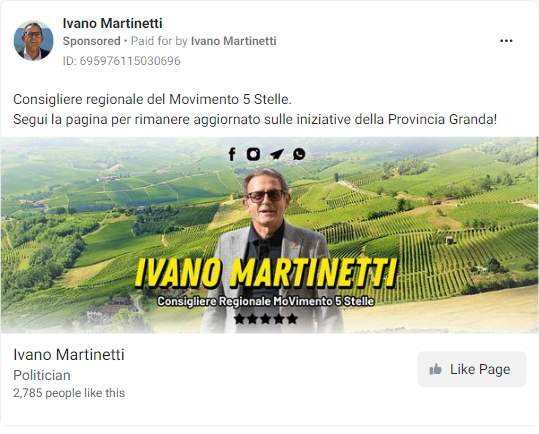 Ivano Martinetti
Sponsored • Paid for by Ivano Martinetti
ID: 695976115030696
Consigliere regionale del Movimento 5 Stelle.
Segui la pagina per rimanere aggiornato sulle iniziative della Provincia Granda!
IVANO MARTINETTI
Consigliere Regionale MoVimento 5 Stelle
Ivano Martinetti
Politician
2,785 people like this
Like Page